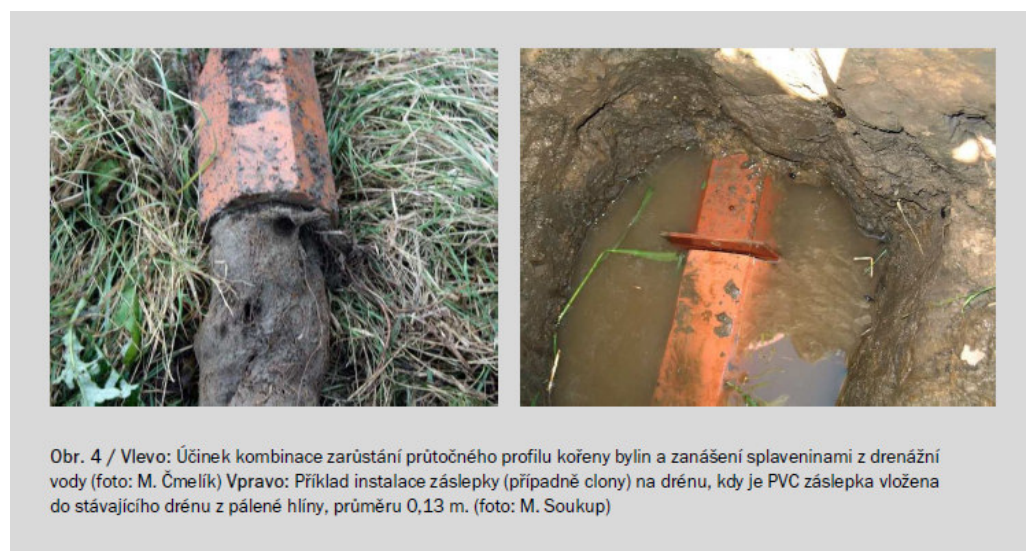 Obr. 4 / Vlevo: Účinek kombinace zarůstání průtočného profilu kořeny bylin a zanášení splaveninami z drenážní
vody (foto: M. Čmelík) Vpravo: Příklad instalace záslepky (případně clony) na drénu, kdy je PVC záslepka vložena
do stávajícího drénu z pálené hlíny, průměru 0,13 m. (foto: M. Soukup)